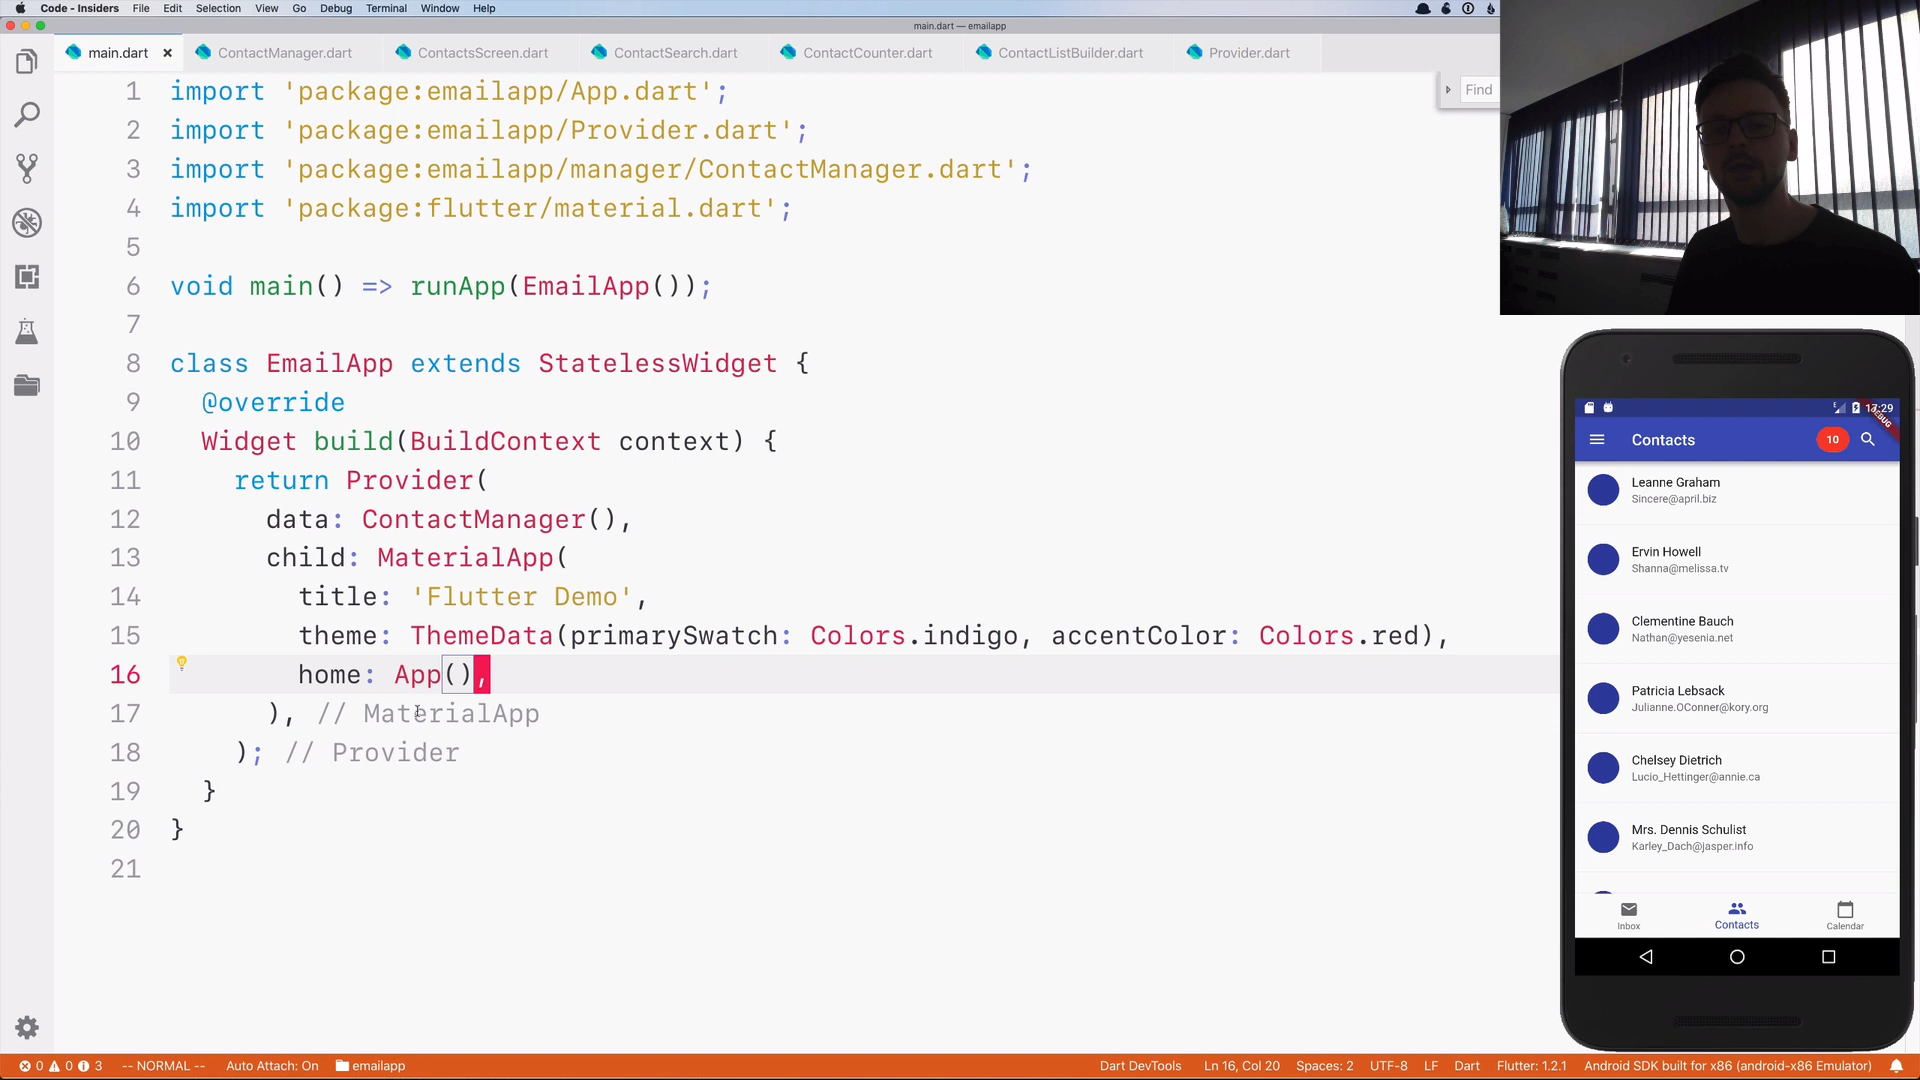 Code - Insiders File Edit Selection View Go Debug Terminal Window Help
main.dart — emailapp
main.dart ContactManager.dart ContactsScreen.dart ContactSearch.dart ContactCounter.dart ContactListBuilder.dart Provider.dart
Find
1 import 'package:emailapp/App.dart';
2 import 'package:emailapp/Provider.dart';
3 import 'package:emailapp/manager/ContactManager.dart';
4 import 'package:flutter/material.dart';
5
6 void main() => runApp(EmailApp());
7
8 class EmailApp extends StatelessWidget {
9 @override
10 Widget build(BuildContext context) {
11 return Provider(
12 data: ContactManager(),
13 child: MaterialApp(
14 title: 'Flutter Demo',
15 theme: ThemeData(primarySwatch: Colors.indigo, accentColor: Colors.red),
16 home: App(),
17 ), // MaterialApp
18 ); // Provider
19 }
20 }
21
17:29
DEBUG
Contacts 10
Leanne Graham
Sincere@april.biz
Ervin Howell
Shanna@melissa.tv
Clementine Bauch
Nathan@yesenia.net
Patricia Lebsack
Julianne.OConner@kory.org
Chelsey Dietrich
Lucio_Hettinger@annie.ca
Mrs. Dennis Schulist
Karley_Dach@jasper.info
Inbox Contacts Calendar
0 0 3 -- NORMAL -- Auto Attach: On emailapp Dart DevTools Ln 16, Col 20 Spaces: 2 UTF-8 LF Dart Flutter: 1.2.1 Android SDK built for x86 (android-x86 Emulator)